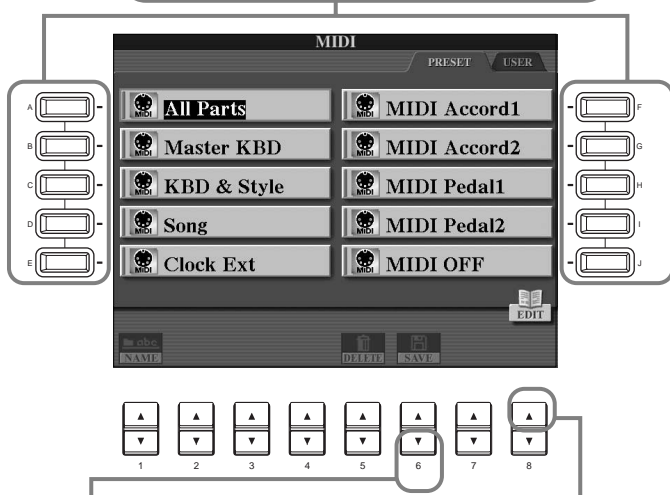 MIDI
PRESET USER
A All Parts MIDI Accord1 F
B Master KBD MIDI Accord2 G
C KBD & Style MIDI Pedal1 H
D Song MIDI Pedal2 I
E Clock Ext MIDI OFF J
EDIT
abc
NAME DELETE SAVE
1 2 3 4 5 6 7 8